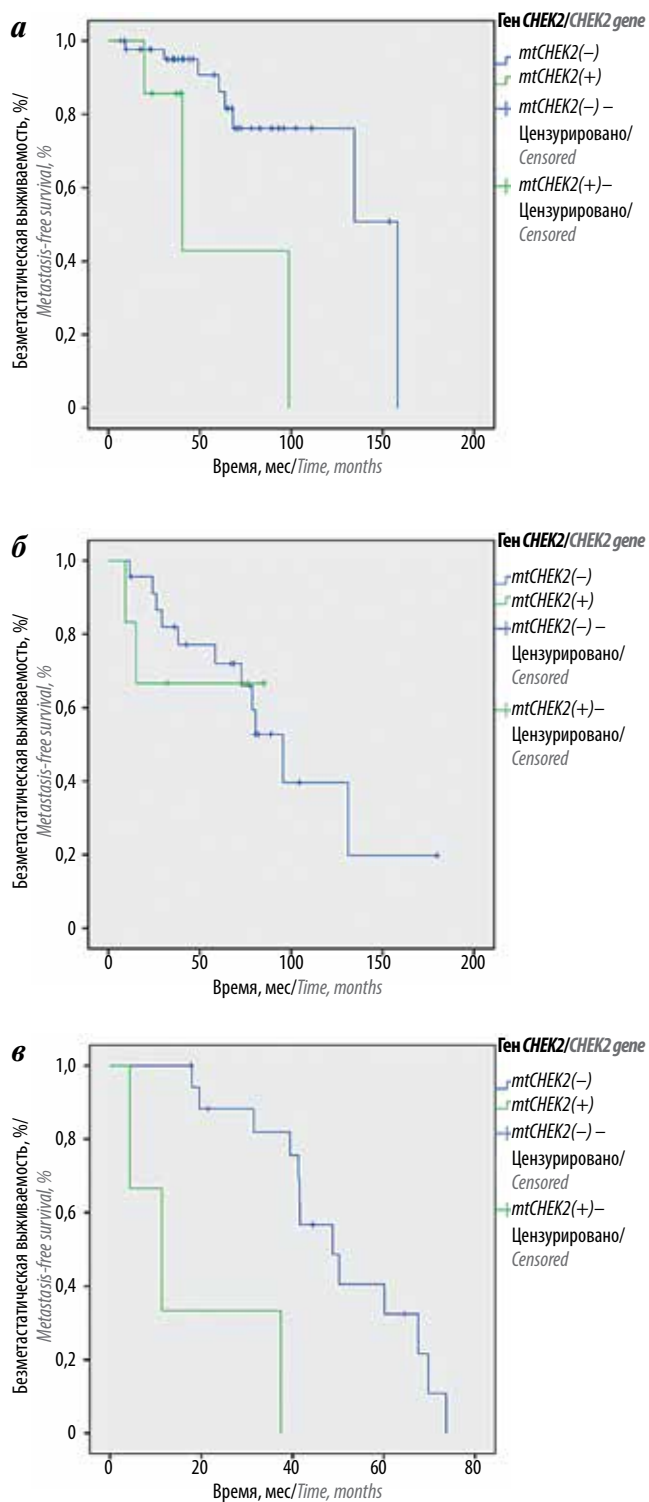 а
Безметастатическая выживаемость, %/
Metastasis-free survival, %
1,0
0,8
0,6
0,4
0,2
0
0 50 100 150 200
Время, мес/Time, months
Ген CHEK2/CHEK2 gene
mtCHEK2(–)
mtCHEK2(+)
mtCHEK2(–) –
Цензурировано/
Censored
mtCHEK2(+)–
Цензурировано/
Censored
б
Безметастатическая выживаемость, %/
Metastasis-free survival, %
1,0
0,8
0,6
0,4
0,2
0
0 50 100 150 200
Время, мес/Time, months
Ген CHEK2/CHEK2 gene
mtCHEK2(–)
mtCHEK2(+)
mtCHEK2(–) –
Цензурировано/
Censored
mtCHEK2(+)–
Цензурировано/
Censored
в
Безметастатическая выживаемость, %/
Metastasis-free survival, %
1,0
0,8
0,6
0,4
0,2
0
0 20 40 60 80
Время, мес/Time, months
Ген CHEK2/CHEK2 gene
mtCHEK2(–)
mtCHEK2(+)
mtCHEK2(–) –
Цензурировано/
Censored
mtCHEK2(+)–
Цензурировано/
Censored